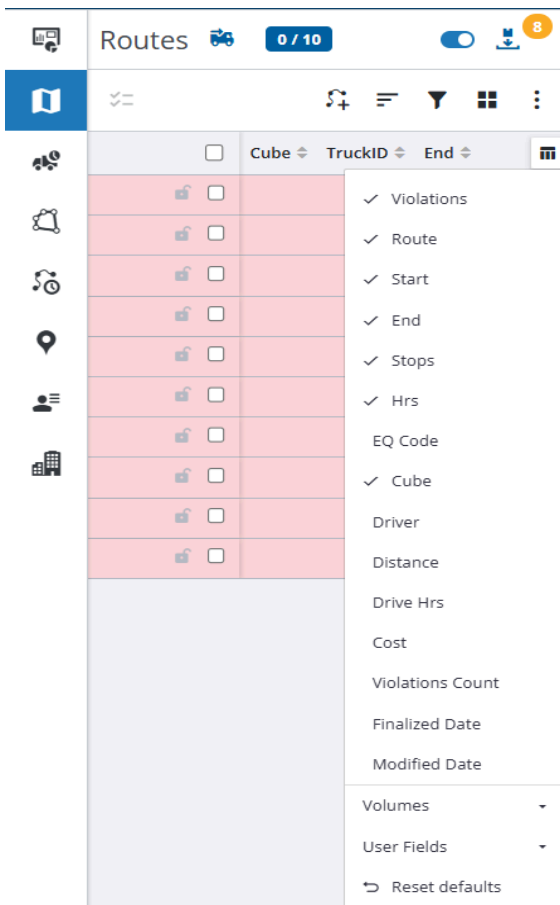 Routes 0 / 10 8
Cube TruckID End
Violations
Route
Start
End
Stops
Hrs
EQ Code
Cube
Driver
Distance
Drive Hrs
Cost
Violations Count
Finalized Date
Modified Date
Volumes
User Fields
Reset defaults